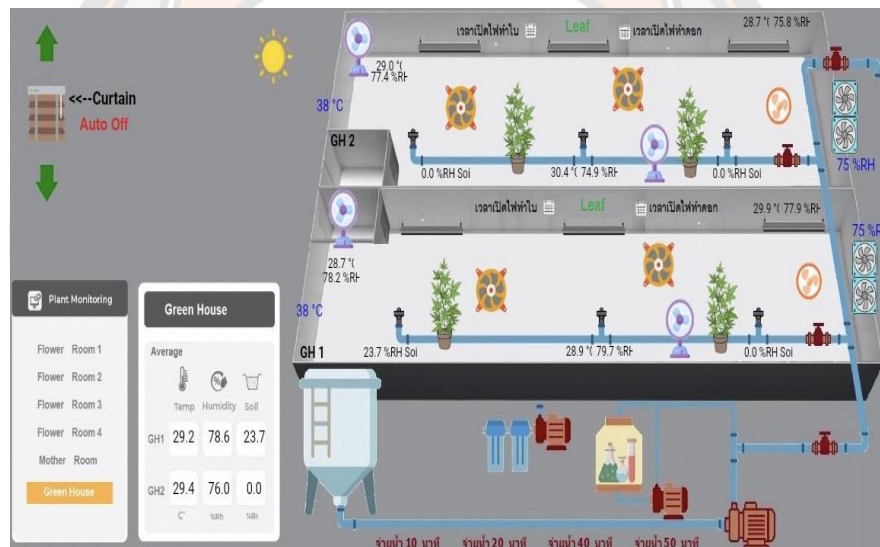 <<--Curtain
Auto Off
เวลาเปิดไฟทำใบ
Leaf
เวลาเปิดไฟทำดอก
28.7 °( 75.8 %RH
29.0 °(
77.4 %RH
38 °C
GH 2
0.0 %RH Soi
30.4 °( 74.9 %RH
0.0 %RH Soi
75 %RH
เวลาเปิดไฟทำใบ
Leaf
เวลาเปิดไฟทำดอก
29.9 °( 77.9 %RH
28.7 °(
78.2 %RH
38 °C
75 %R
GH 1
23.7 %RH Soi
28.9 °( 79.7 %RH
0.0 %RH Soi
Plant Monitoring
Flower Room 1
Flower Room 2
Flower Room 3
Flower Room 4
Mother Room
Green House
Green House
Average
Temp Humidity Soil
GH1 29.2 78.6 23.7
GH2 29.4 76.0 0.0
C° %Rh %Rh
จ่ายน้ำ 10 นาที จ่ายน้ำ 20 นาที จ่ายน้ำ 40 นาที จ่ายน้ำ 50 นาที